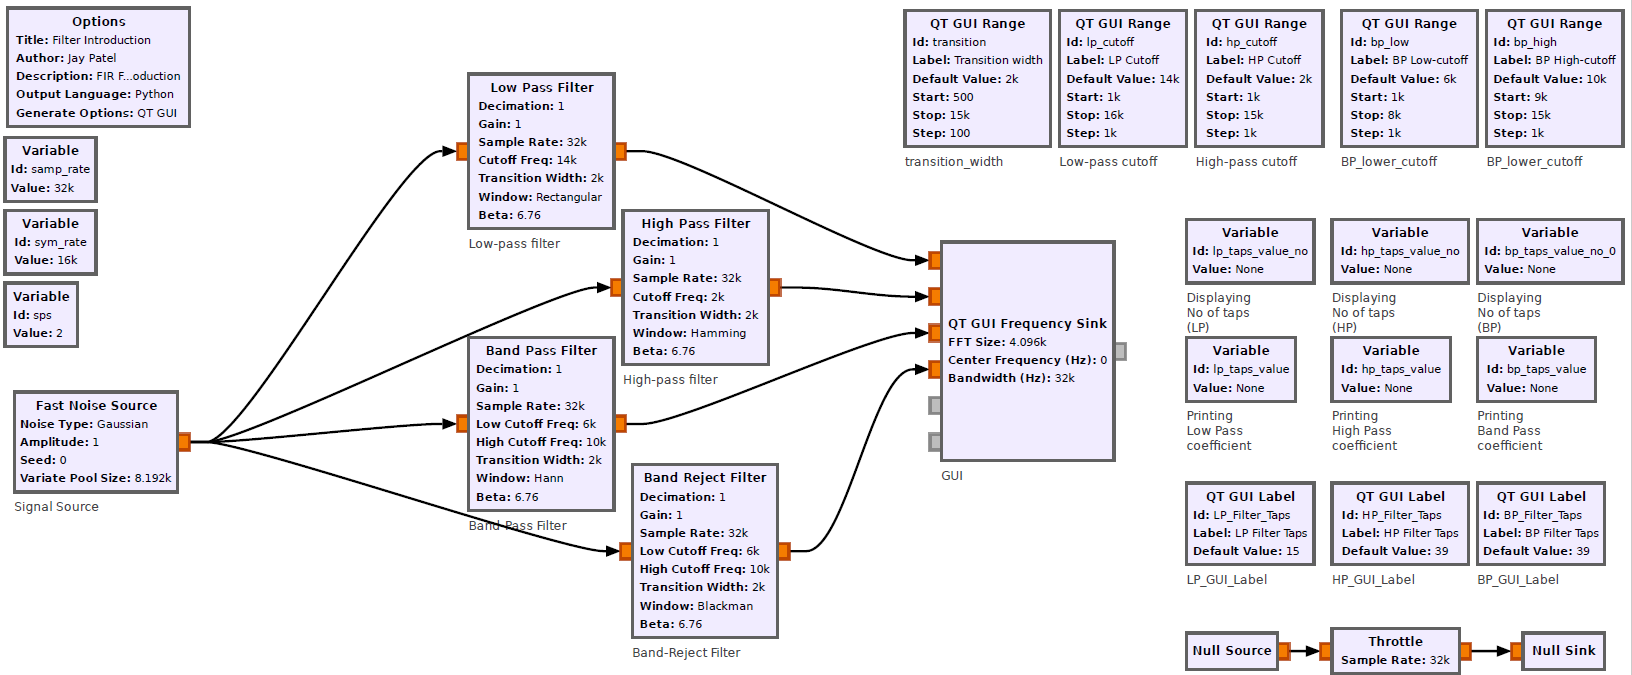 Options
Title: Filter Introduction
Author: Jay Patel
Description: FIR F...oduction
Output Language: Python
Generate Options: QT GUI
Variable
Id: samp_rate
Value: 32k
Variable
Id: sym_rate
Value: 16k
Variable
Id: sps
Value: 2
Fast Noise Source
Noise Type: Gaussian
Amplitude: 1
Seed: 0
Variate Pool Size: 8.192k
Signal Source
Low Pass Filter
Decimation: 1
Gain: 1
Sample Rate: 32k
Cutoff Freq: 14k
Transition Width: 2k
Window: Rectangular
Beta: 6.76
Low-pass filter
High Pass Filter
Decimation: 1
Gain: 1
Sample Rate: 32k
Cutoff Freq: 2k
Transition Width: 2k
Window: Hamming
Beta: 6.76
High-pass filter
Band Pass Filter
Decimation: 1
Gain: 1
Sample Rate: 32k
Low Cutoff Freq: 6k
High Cutoff Freq: 10k
Transition Width: 2k
Window: Hann
Beta: 6.76
Band-Pass Filter
Band Reject Filter
Decimation: 1
Gain: 1
Sample Rate: 32k
Low Cutoff Freq: 6k
High Cutoff Freq: 10k
Transition Width: 2k
Window: Blackman
Beta: 6.76
Band-Reject Filter
QT GUI Frequency Sink
FFT Size: 4.096k
Center Frequency (Hz): 0
Bandwidth (Hz): 32k
GUI
QT GUI Range
Id: transition
Label: Transition width
Default Value: 2k
Start: 500
Stop: 15k
Step: 100
transition_width
QT GUI Range
Id: lp_cutoff
Label: LP Cutoff
Default Value: 14k
Start: 1k
Stop: 16k
Step: 1k
Low-pass cutoff
QT GUI Range
Id: hp_cutoff
Label: HP Cutoff
Default Value: 2k
Start: 1k
Stop: 15k
Step: 1k
High-pass cutoff
QT GUI Range
Id: bp_low
Label: BP Low-cutoff
Default Value: 6k
Start: 1k
Stop: 8k
Step: 1k
BP_lower_cutoff
QT GUI Range
Id: bp_high
Label: BP High-cutoff
Default Value: 10k
Start: 9k
Stop: 15k
Step: 1k
BP_lower_cutoff
Variable
Id: lp_taps_value_no
Value: None
Displaying
No of taps
(LP)
Variable
Id: hp_taps_value_no
Value: None
Displaying
No of taps
(HP)
Variable
Id: bp_taps_value_no_0
Value: None
Displaying
No of taps
(BP)
Variable
Id: lp_taps_value
Value: None
Printing
Low Pass
coefficient
Variable
Id: hp_taps_value
Value: None
Printing
High Pass
coefficient
Variable
Id: bp_taps_value
Value: None
Printing
Band Pass
coefficient
QT GUI Label
Id: LP_Filter_Taps
Label: LP Filter Taps
Default Value: 15
LP_GUI_Label
QT GUI Label
Id: HP_Filter_Taps
Label: HP Filter Taps
Default Value: 39
HP_GUI_Label
QT GUI Label
Id: BP_Filter_Taps
Label: BP Filter Taps
Default Value: 39
BP_GUI_Label
Null Source
Throttle
Sample Rate: 32k
Null Sink